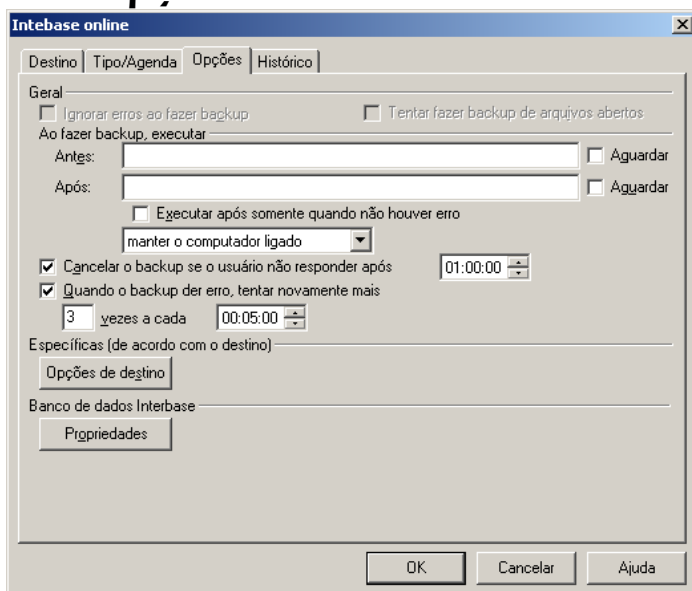 Intebase online
Destino Tipo/Agenda Opções Histórico
Geral
Ignorar erros ao fazer backup Tentar fazer backup de arquivos abertos
Ao fazer backup, executar
Antes: Aguardar
Após: Aguardar
Executar após somente quando não houver erro
manter o computador ligado
Cancelar o backup se o usuário não responder após 01:00:00
Quando o backup der erro, tentar novamente mais
3 vezes a cada 00:05:00
Específicas (de acordo com o destino)
Opções de destino
Banco de dados Interbase
Propriedades
OK Cancelar Ajuda